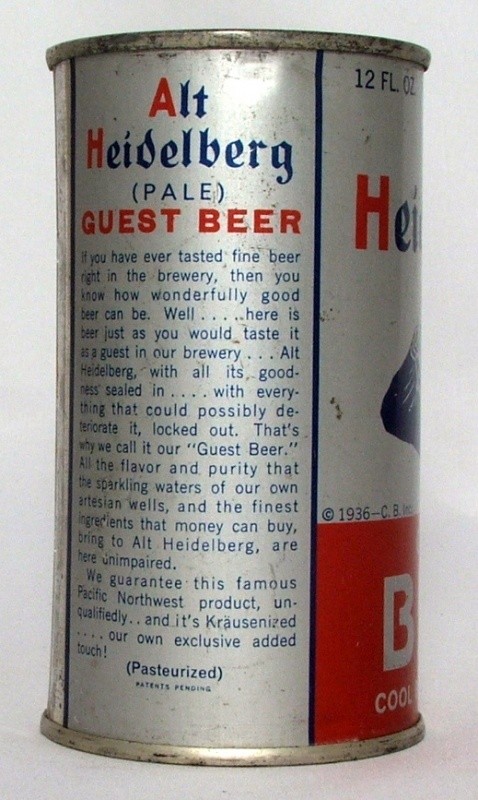 Alt
Heidelberg
(PALE)
GUEST BEER
If you have ever tasted fine beer
right in the brewery, then you
know how wonderfully good
beer can be. Well . . . . . here is
beer just as you would taste it
as a guest in our brewery . . . Alt
Heidelberg, with all its good-
ness sealed in . . . . with every-
thing that could possibly de-
teriorate it, locked out. That's
why we call it our "Guest Beer."
All the flavor and purity that
the sparkling waters of our own
artesian wells, and the finest
ingredients that money can buy,
bring to Alt Heidelberg, are
here unimpaired.
We guarantee this famous
Pacific Northwest product, un-
qualifiedly . . and it's Kräusenized
. . . . our own exclusive added
touch!
(Pasteurized)
PATENTS PENDING
12 FL. OZ.
Hei
© 1936–C. B. Inc.
B
COOL